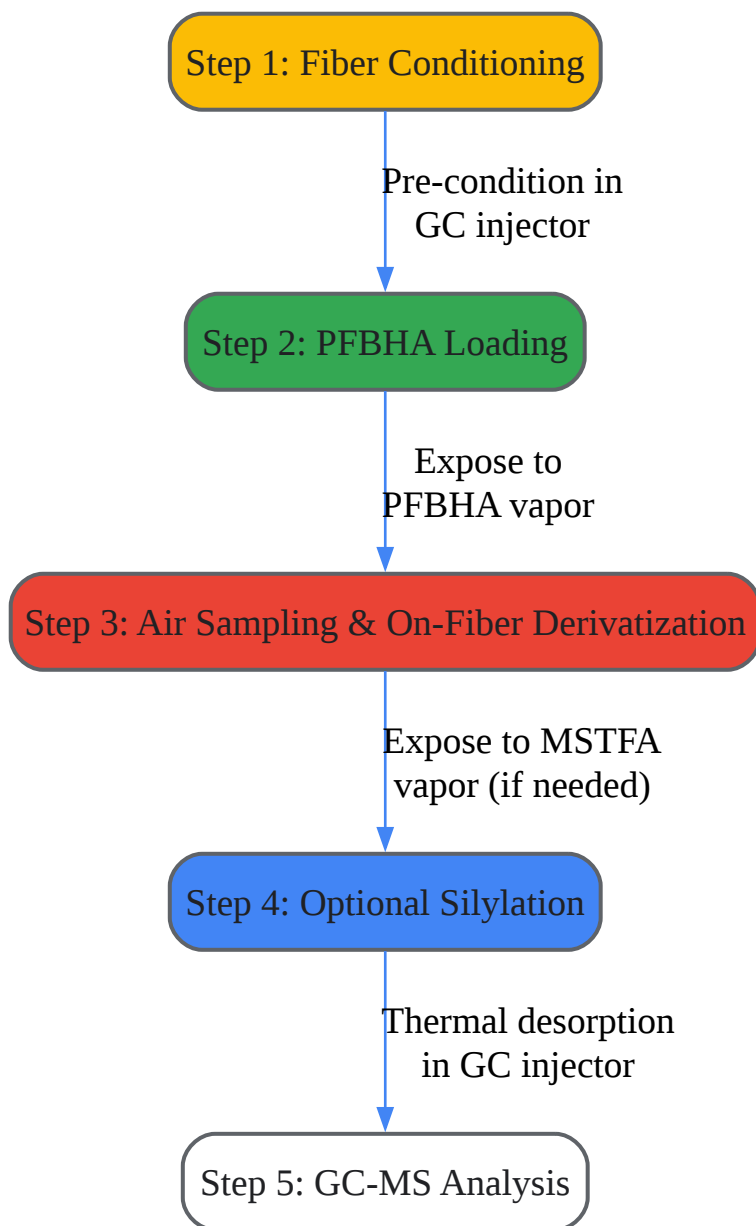 Step 1: Fiber Conditioning
Pre-condition in
GC injector
Step 2: PFBHA Loading
Expose to
PFBHA vapor
Step 3: Air Sampling & On-Fiber Derivatization
Expose to MSTFA
vapor (if needed)
Step 4: Optional Silylation
Thermal desorption
in GC injector
Step 5: GC-MS Analysis